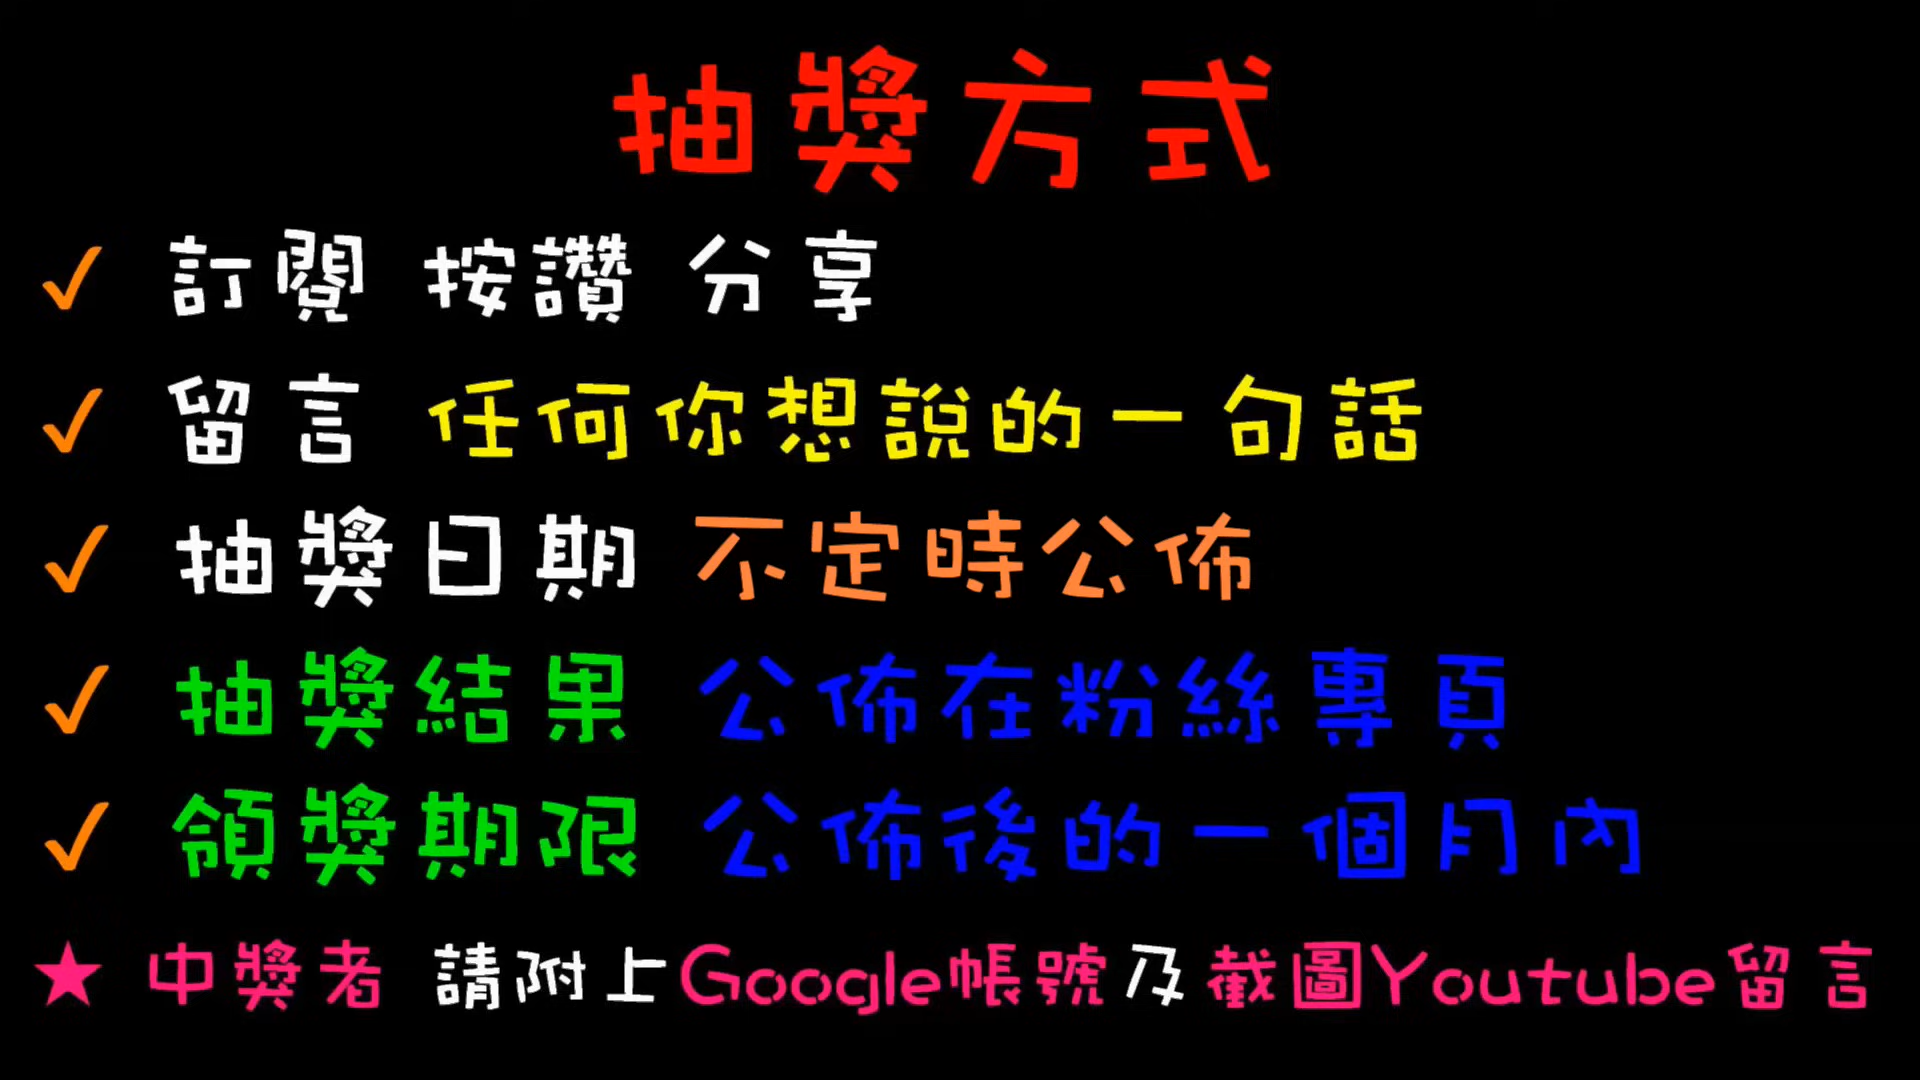 抽獎方式
✓ 訂閱 按讚 分享
✓ 留言 任何你想說的一句話
✓ 抽獎日期 不定時公佈
✓ 抽獎結果 公佈在粉絲專頁
✓ 領獎期限 公佈後的一個月內
★ 中獎者 請附上Google帳號及截圖Youtube留言